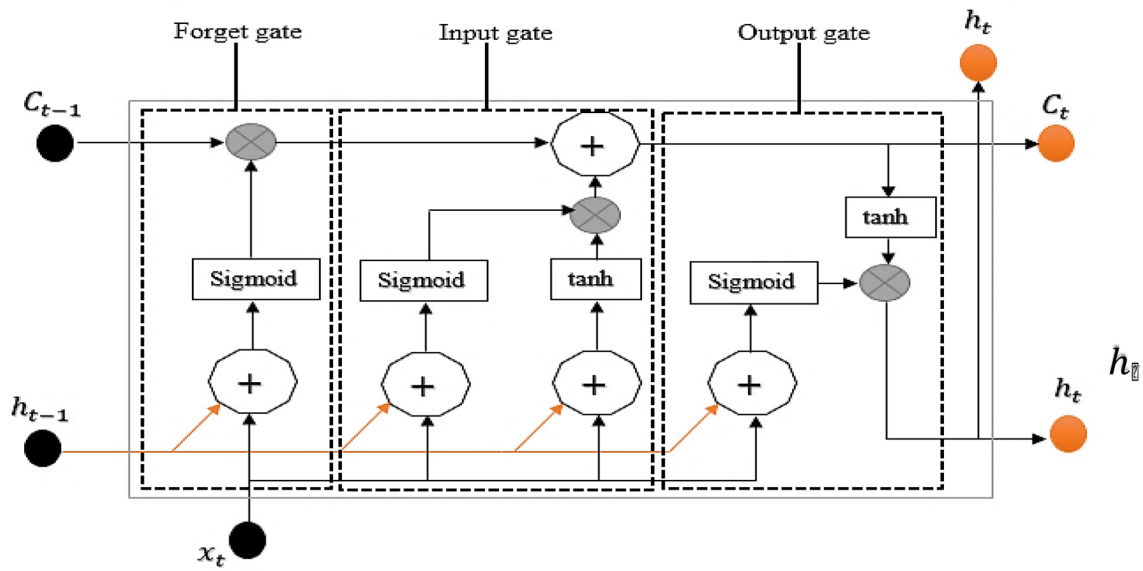 Forget gate
Input gate
Output gate
h_t
C_{t-1}
C_t
+
tanh
Sigmoid
Sigmoid
tanh
Sigmoid
+
+
+
+
h_{t-1}
h_t
h
x_t